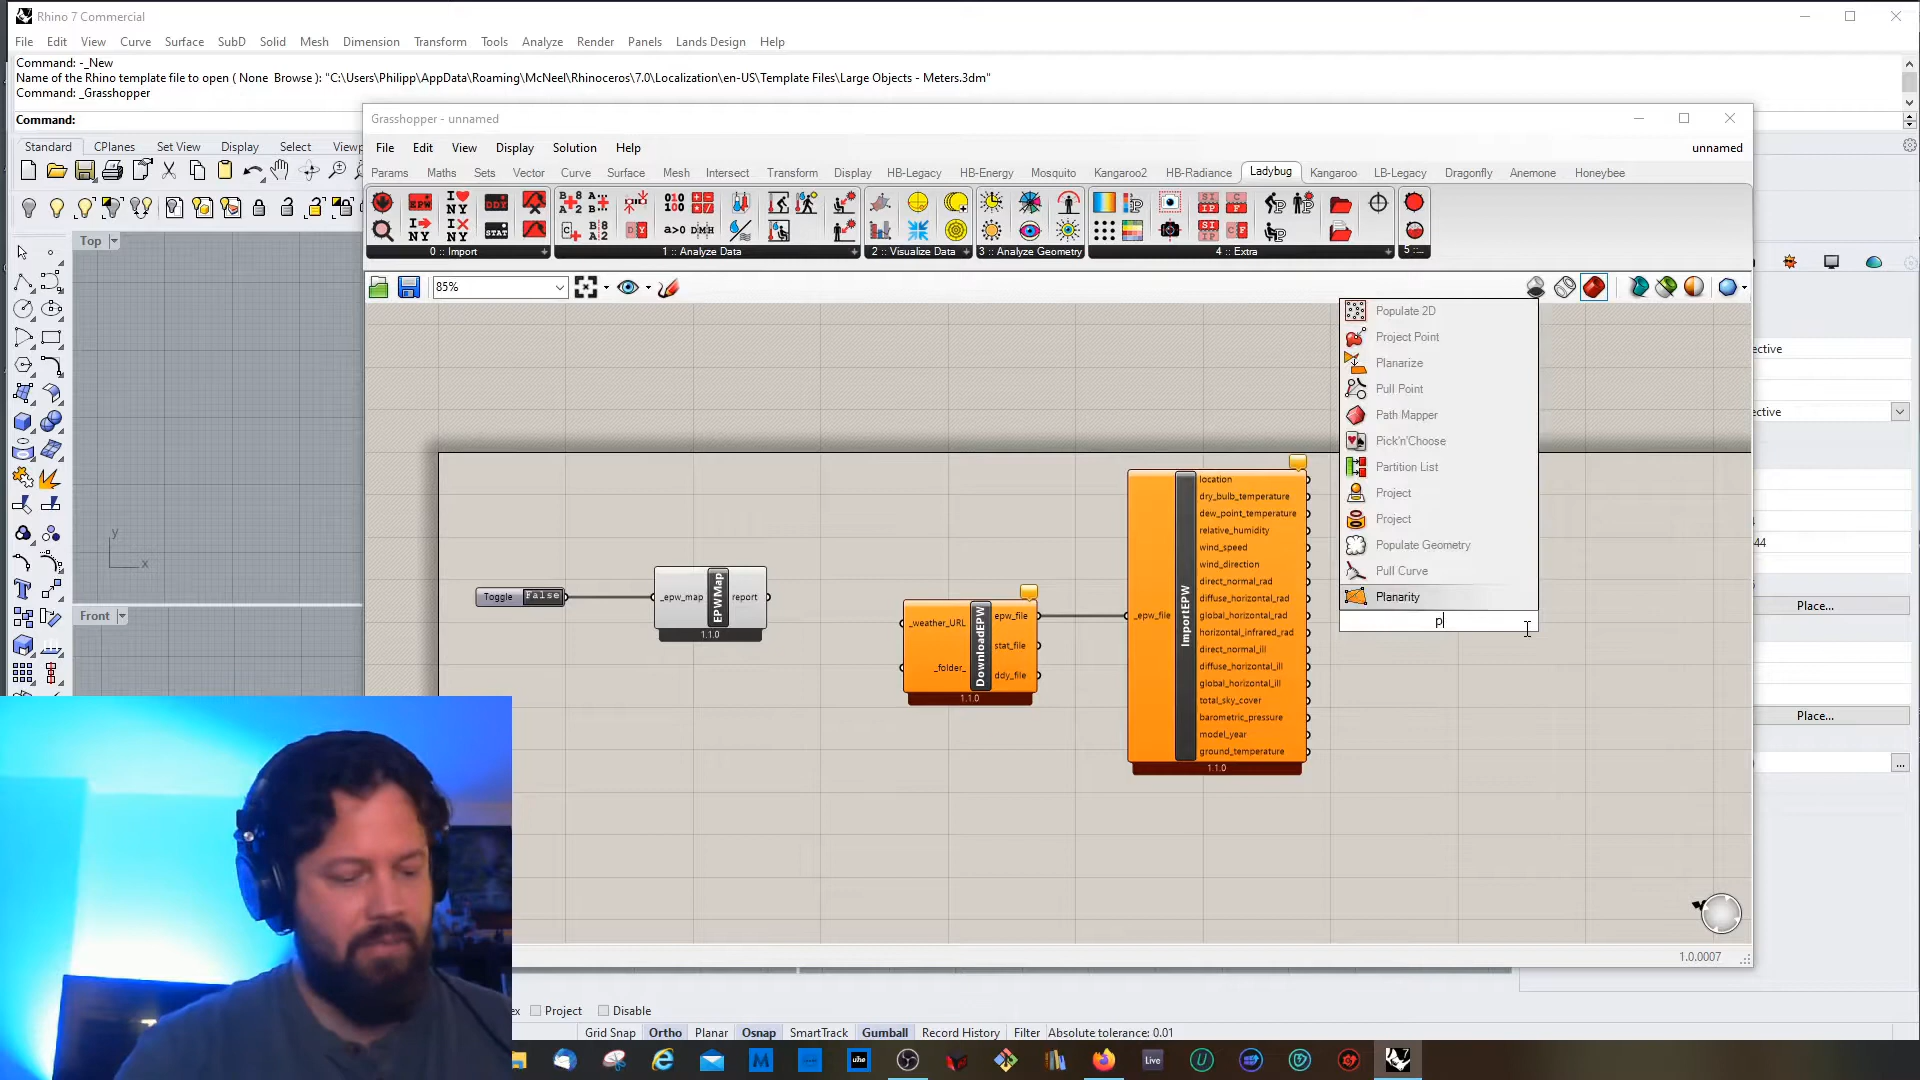 Rhino 7 Commercial
File Edit View Curve Surface SubD Solid Mesh Dimension Transform Tools Analyze Render Panels Lands Design Help
Command: -_New
Name of the Rhino template file to open ( None Browse ): "C:\Users\Philipp\AppData\Roaming\McNeel\Rhinoceros\7.0\Localization\en-US\Template Files\Large Objects - Meters.3dm"
Command: _Grasshopper
Command:
Standard CPlanes Set View Display Select
Grasshopper - unnamed
File Edit View Display Solution Help
unnamed
Params Maths Sets Vector Curve Surface Mesh Intersect Transform Display HB-Legacy HB-Energy Mosquito Kangaroo2 HB-Radiance Ladybug Kangaroo LB-Legacy Dragonfly Anemone Honeybee
0 :: Import
1 :: Analyze Data
2 :: Visualize Data
3 :: Analyze Geometry
4 :: Extra
5 ::..
85%
Top
Front
y
x
Populate 2D
Project Point
Planarize
Pull Point
Path Mapper
Pick'n'Choose
Partition List
Project
Project
Populate Geometry
Pull Curve
Planarity
p
Toggle False
_epw_map EPWMap report
1.1.0
_weather_URL
_folder_
DownloadEPW
epw_file
stat_file
ddy_file
1.1.0
_epw_file
ImportEPW
location
dry_bulb_temperature
dew_point_temperature
relative_humidity
wind_speed
wind_direction
direct_normal_rad
diffuse_horizontal_rad
global_horizontal_rad
horizontal_infrared_rad
direct_normal_ill
diffuse_horizontal_ill
global_horizontal_ill
total_sky_cover
barometric_pressure
model_year
ground_temperature
1.1.0
ective
ective
44
Place...
Place...
...
1.0.0007
ex Project Disable
Grid Snap Ortho Planar Osnap SmartTrack Gumball Record History Filter Absolute tolerance: 0.01
Live